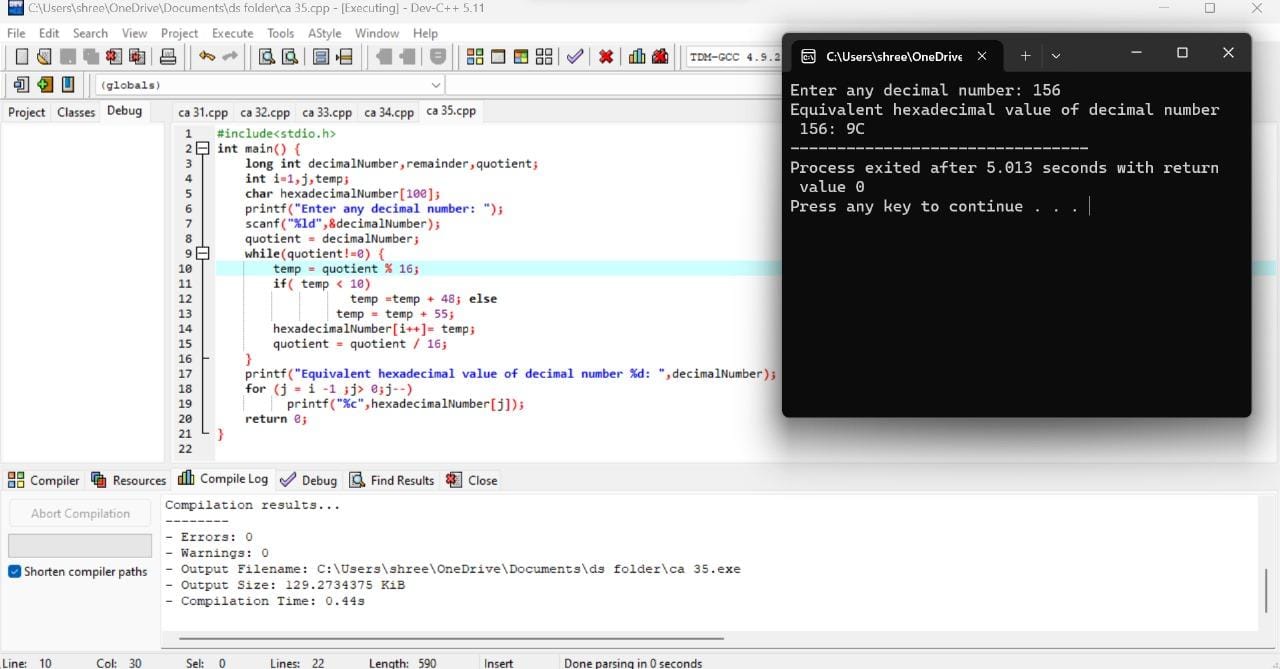 C:\Users\shree\OneDrive\Documents\ds folder\ca 35.cpp - [Executing] - Dev-C++ 5.11
File Edit Search View Project Execute Tools AStyle Window Help
TDM-GCC 4.9.2
(globals)
Project Classes Debug
ca 31.cpp ca 32.cpp ca 33.cpp ca 34.cpp ca 35.cpp
1 #include<stdio.h>
2 int main() {
3 long int decimalNumber,remainder,quotient;
4 int i=1,j,temp;
5 char hexadecimalNumber[100];
6 printf("Enter any decimal number: ");
7 scanf("%ld",&decimalNumber);
8 quotient = decimalNumber;
9 while(quotient!=0) {
10 temp = quotient % 16;
11 if( temp < 10)
12 temp =temp + 48; else
13 temp = temp + 55;
14 hexadecimalNumber[i++]= temp;
15 quotient = quotient / 16;
16 }
17 printf("Equivalent hexadecimal value of decimal number %d: ",decimalNumber);
18 for (j = i -1 ;j> 0;j--)
19 printf("%c",hexadecimalNumber[j]);
20 return 0;
21 }
22
C:\Users\shree\OneDrive
Enter any decimal number: 156
Equivalent hexadecimal value of decimal number
156: 9C
--------------------------------
Process exited after 5.013 seconds with return
value 0
Press any key to continue . . .
Compiler Resources Compile Log Debug Find Results Close
Abort Compilation
Shorten compiler paths
Compilation results...
--------
- Errors: 0
- Warnings: 0
- Output Filename: C:\Users\shree\OneDrive\Documents\ds folder\ca 35.exe
- Output Size: 129.2734375 KiB
- Compilation Time: 0.44s
Line: 10 Col: 30 Sel: 0 Lines: 22 Length: 590 Insert Done parsing in 0 seconds